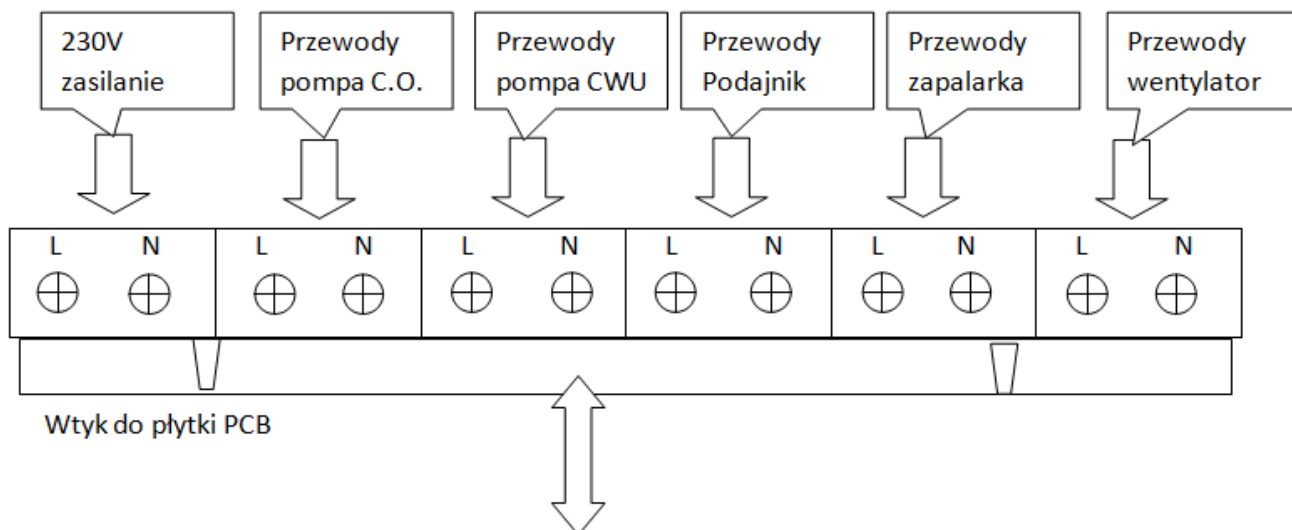 230V
zasilanie
Przewody
pompa C.O.
Przewody
pompa CWU
Przewody
Podajnik
Przewody
zapalarka
Przewody
wentylator
L N L N L N L N L N L N
Wtyk do płytki PCB